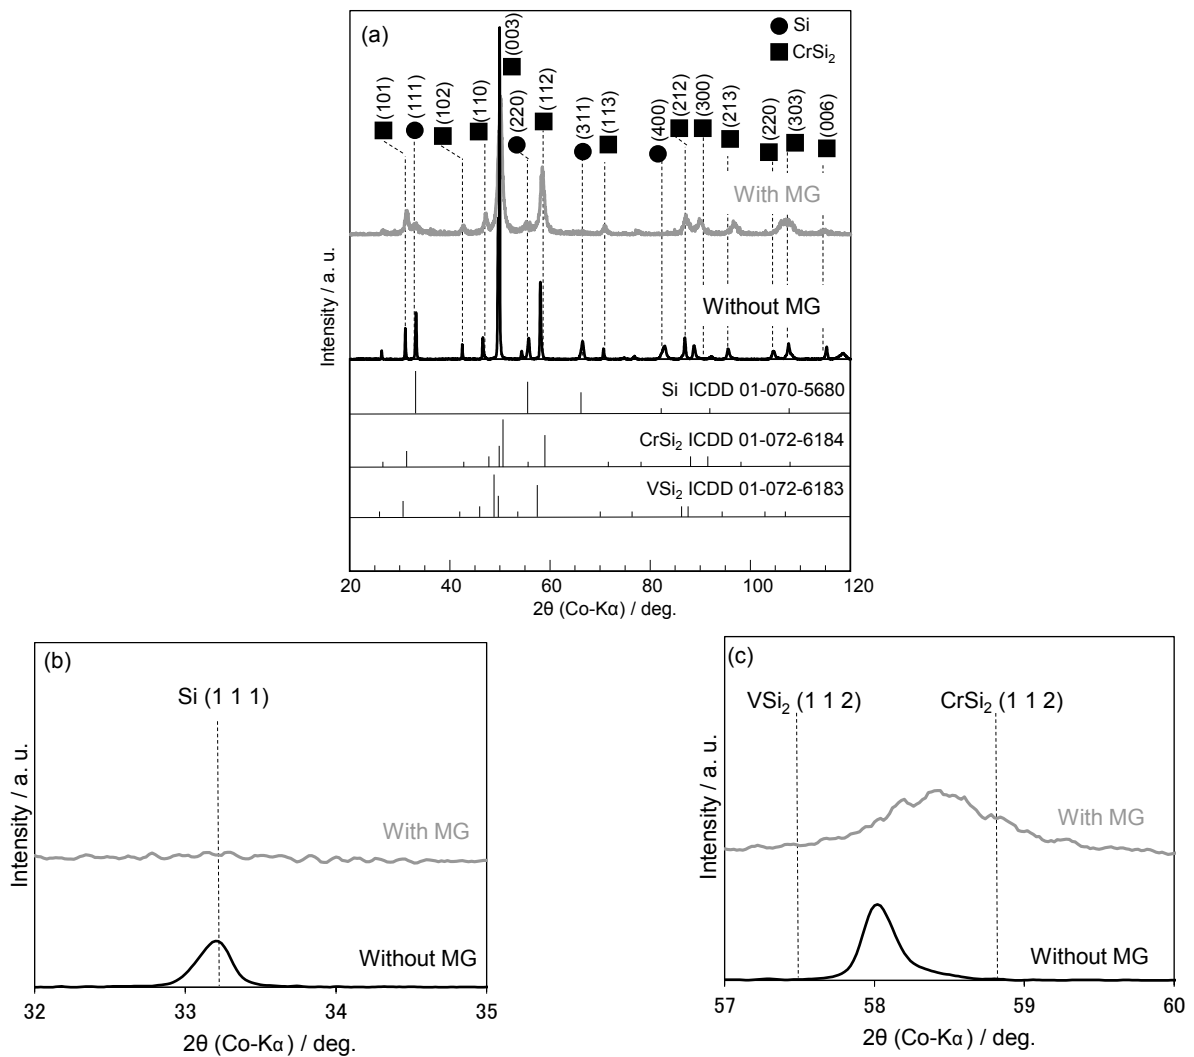 (a)
Si
CrSi2
(101)
(111)
(102)
(110)
(003)
(220)
(112)
(311)
(113)
(400)
(212)
(300)
(213)
(220)
(303)
(006)
With MG
Without MG
Si ICDD 01-070-5680
CrSi2 ICDD 01-072-6184
VSi2 ICDD 01-072-6183
Intensity / a. u.
20 40 60 80 100 120
2θ (Co-Kα) / deg.
(b)
Si (1 1 1)
With MG
Without MG
Intensity / a. u.
32 33 34 35
2θ (Co-Kα) / deg.
(c)
VSi2 (1 1 2)
CrSi2 (1 1 2)
With MG
Without MG
Intensity / a. u.
57 58 59 60
2θ (Co-Kα) / deg.